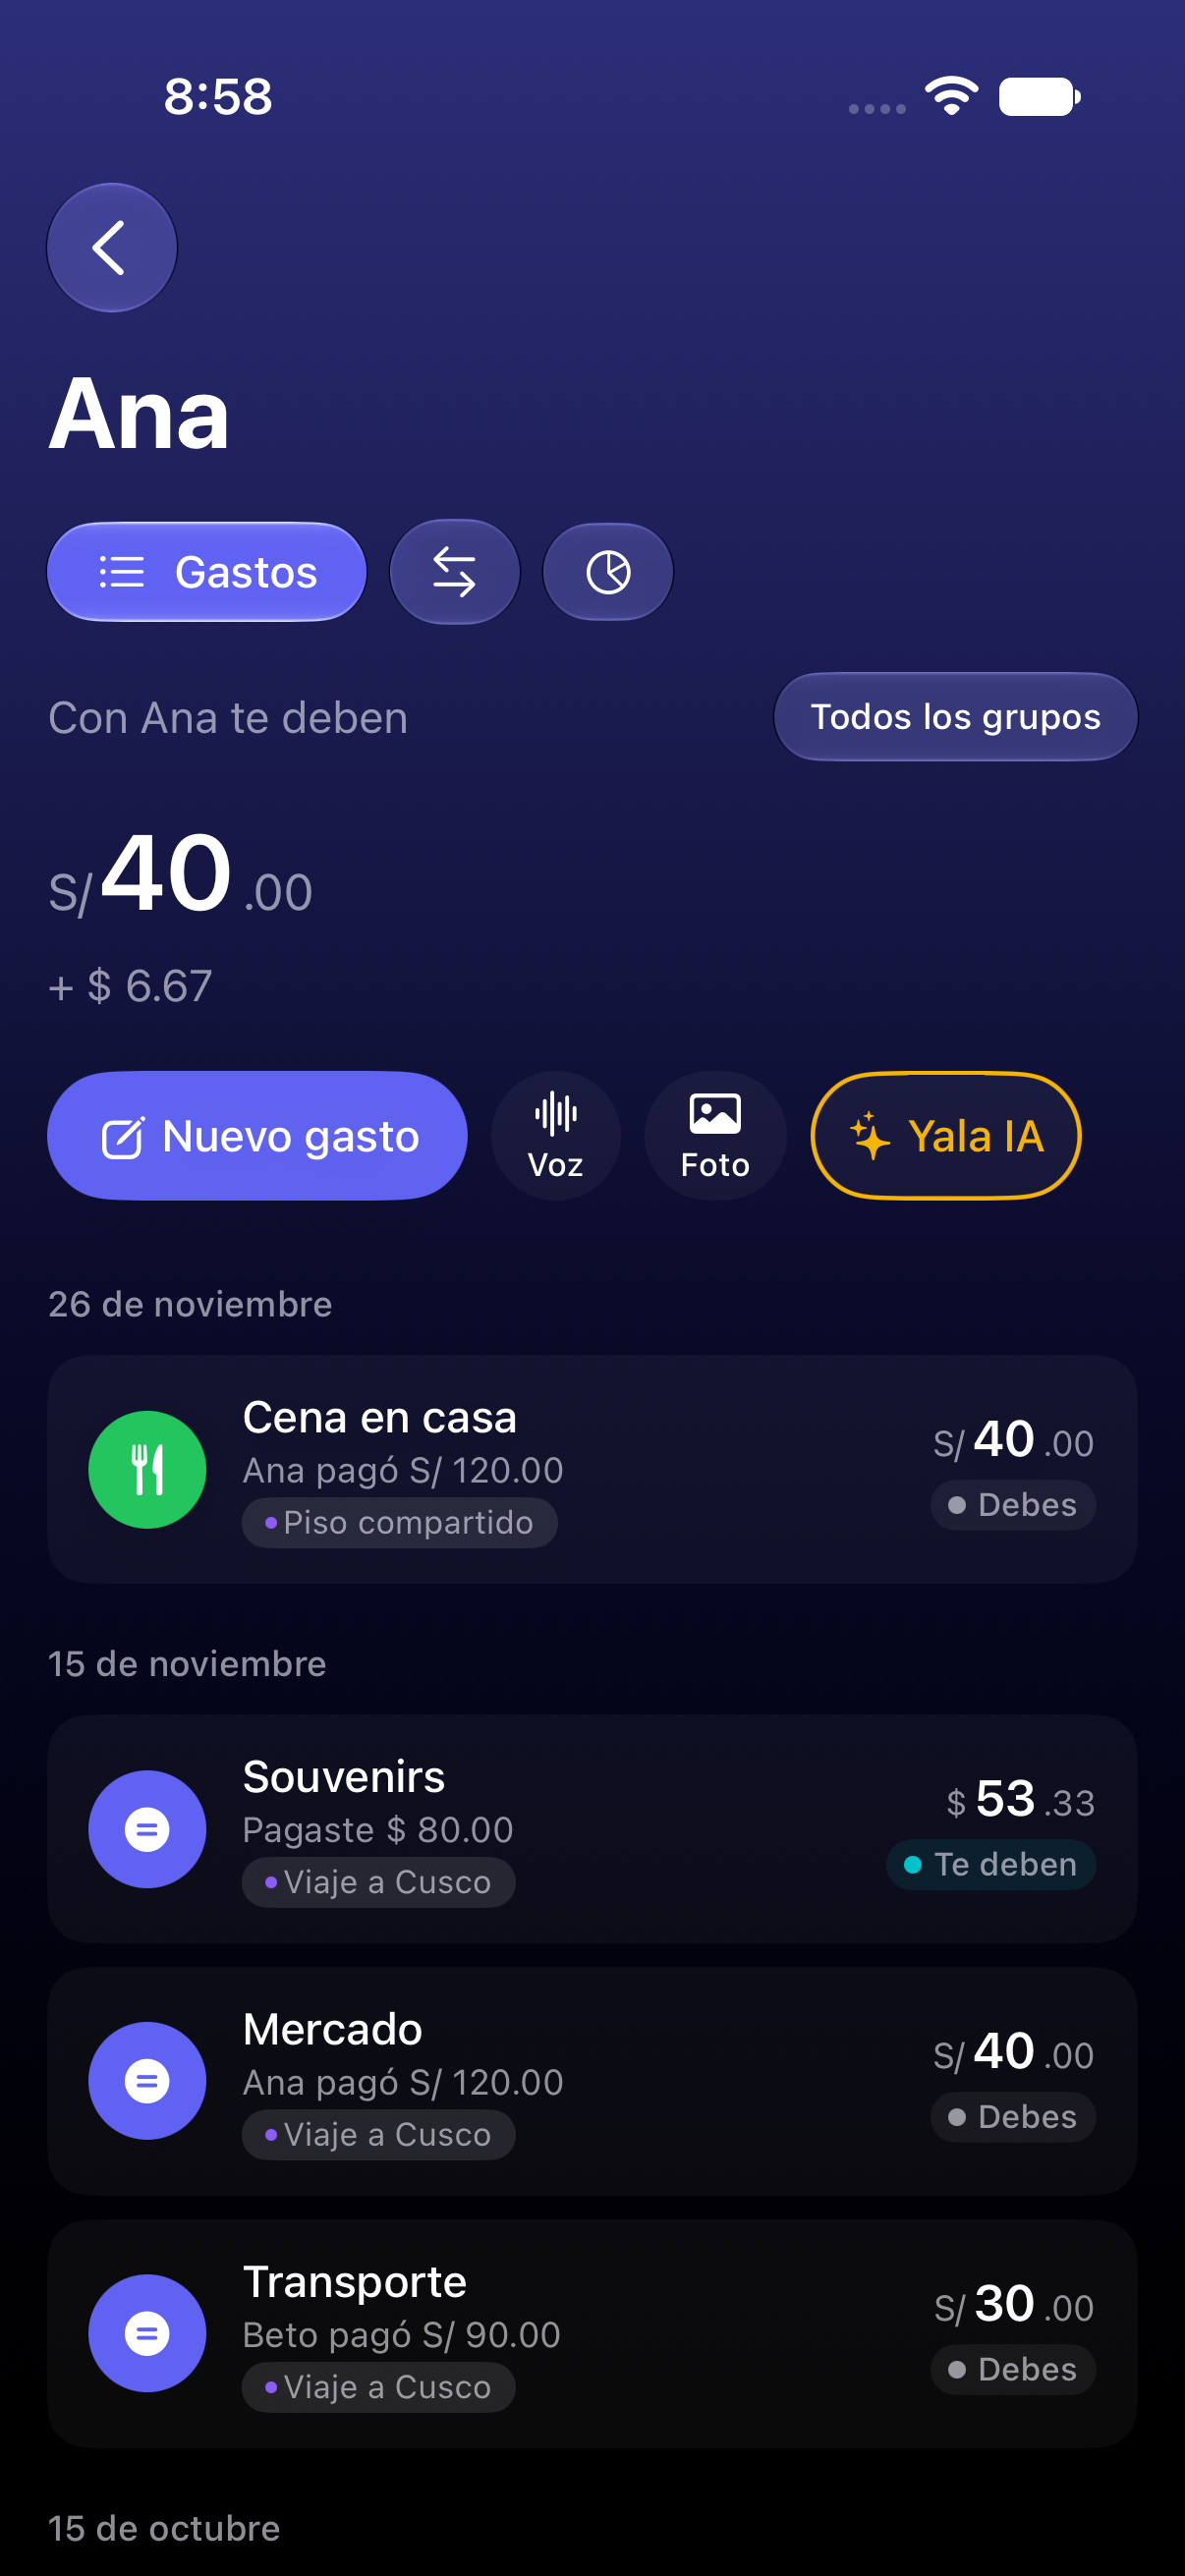 8:58
Ana
Gastos
Con Ana te deben
Todos los grupos
S/40.00
+ $ 6.67
Nuevo gasto
Voz
Foto
Yala IA
26 de noviembre
Cena en casa
Ana pagó S/ 120.00
Piso compartido
S/40.00
Debes
15 de noviembre
Souvenirs
Pagaste $ 80.00
Viaje a Cusco
$53.33
Te deben
Mercado
Ana pagó S/ 120.00
Viaje a Cusco
S/40.00
Debes
Transporte
Beto pagó S/ 90.00
Viaje a Cusco
S/30.00
Debes
15 de octubre